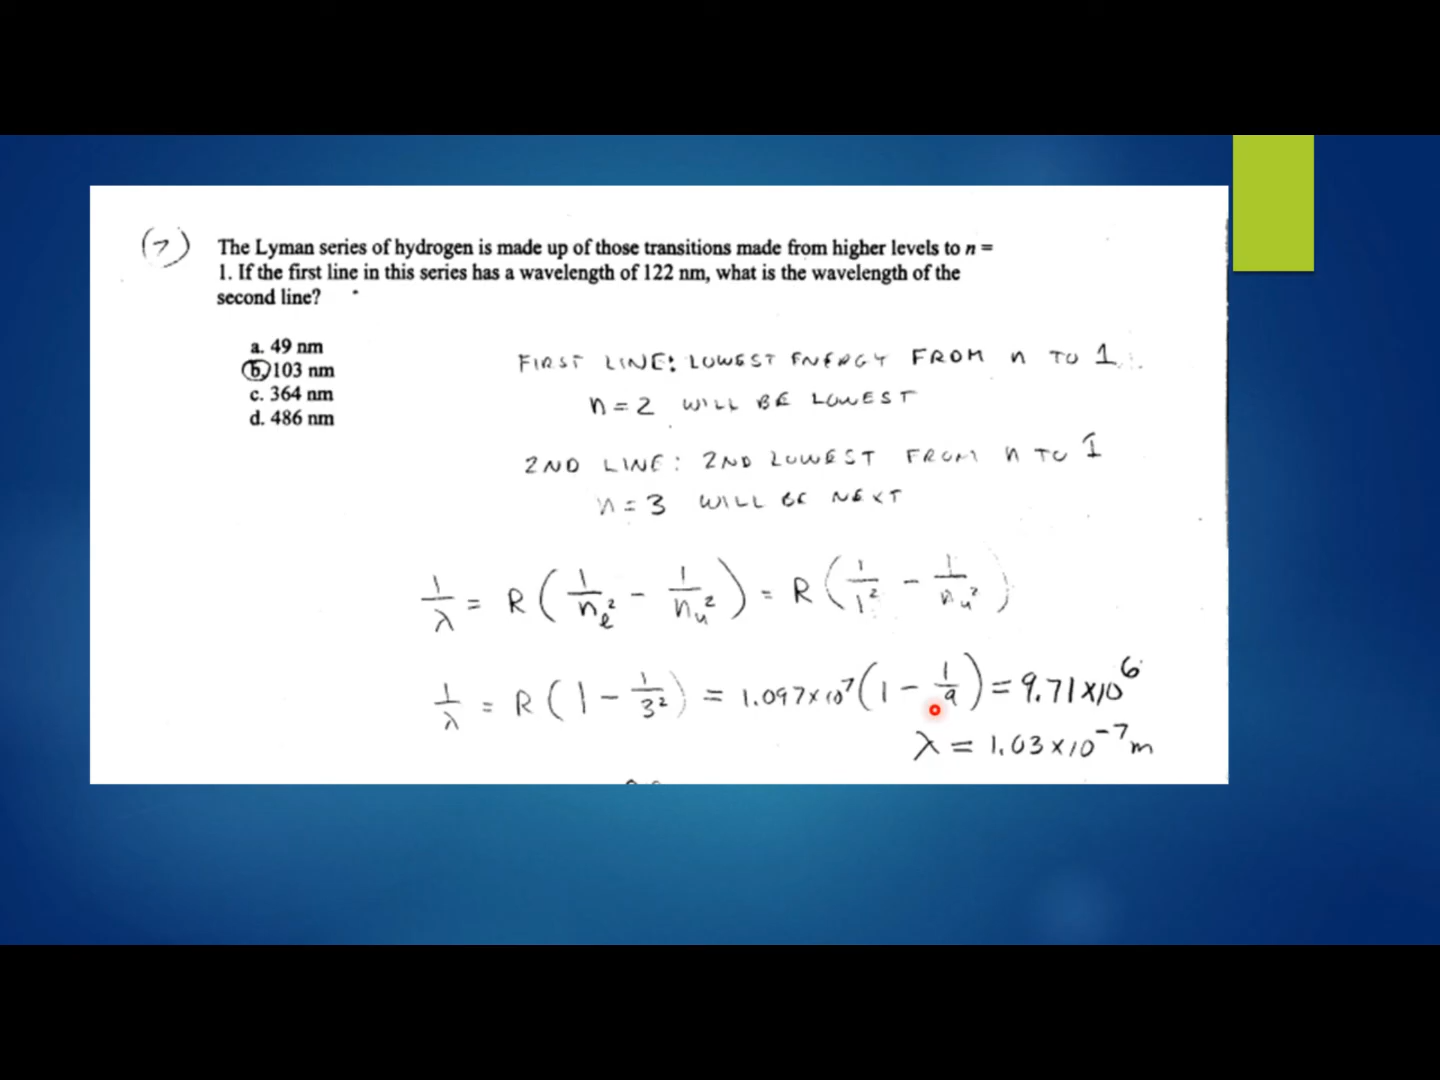 (7) The Lyman series of hydrogen is made up of those transitions made from higher levels to n =
1. If the first line in this series has a wavelength of 122 nm, what is the wavelength of the
second line?
a. 49 nm
b. 103 nm
c. 364 nm
d. 486 nm
FIRST LINE: LOWEST ENERGY FROM n TO 1
n = 2 WILL BE LOWEST
2ND LINE: 2ND LOWEST FROM n TO 1
n = 3 WILL BE NEXT
1/λ = R(1/nℓ² - 1/nu²) = R(1/1² - 1/nu²)
1/λ = R(1 - 1/3²) = 1.097×10⁷(1 - 1/9) = 9.71×10⁶
λ = 1.03×10⁻⁷m